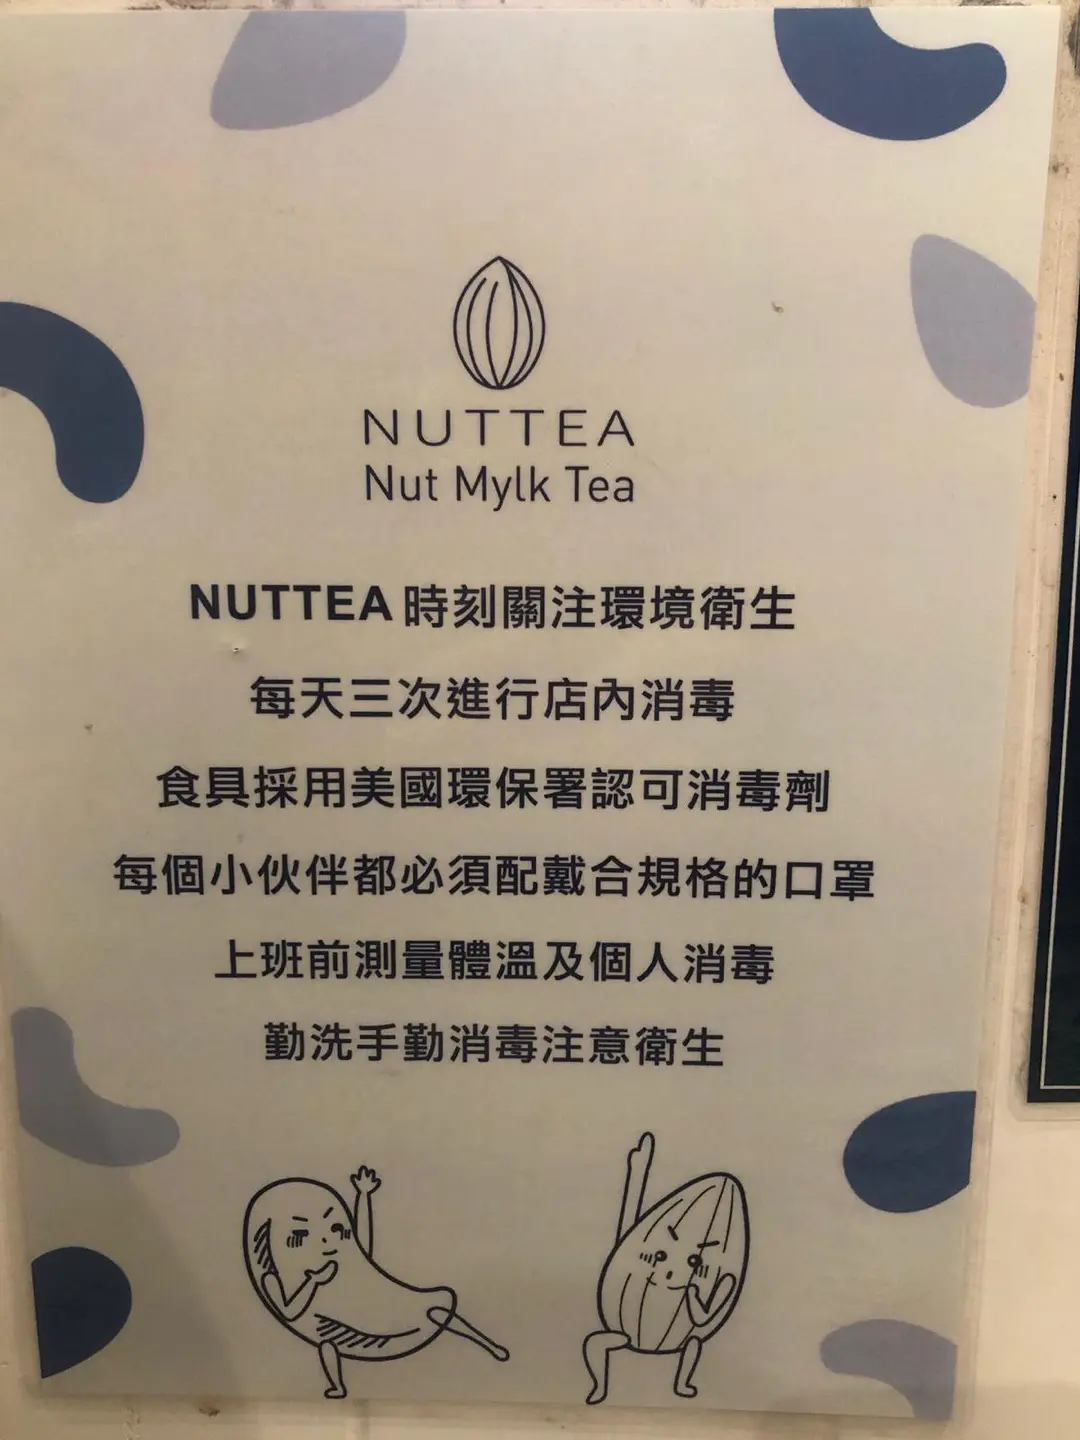 NUTTEA
Nut Mylk Tea
NUTTEA 時刻關注環境衛生
每天三次進行店內消毒
食具採用美國環保署認可消毒劑
每個小伙伴都必須配戴合規格的口罩
上班前測量體溫及個人消毒
勤洗手勤消毒注意衛生